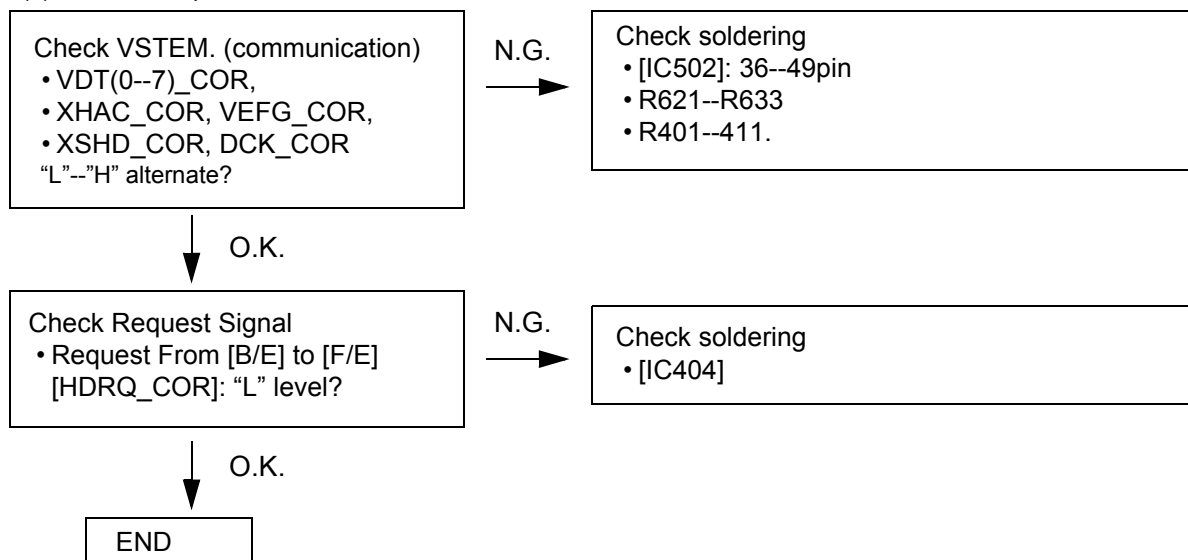 Check VSTEM. (communication)
• VDT(0--7)_COR,
• XHAC_COR, VEFG_COR,
• XSHD_COR, DCK_COR
“L”--”H” alternate?
N.G.
Check soldering
• [IC502]: 36--49pin
• R621--R633
• R401--411.
O.K.
Check Request Signal
• Request From [B/E] to [F/E]
[HDRQ_COR]: “L” level?
N.G.
Check soldering
• [IC404]
O.K.
END